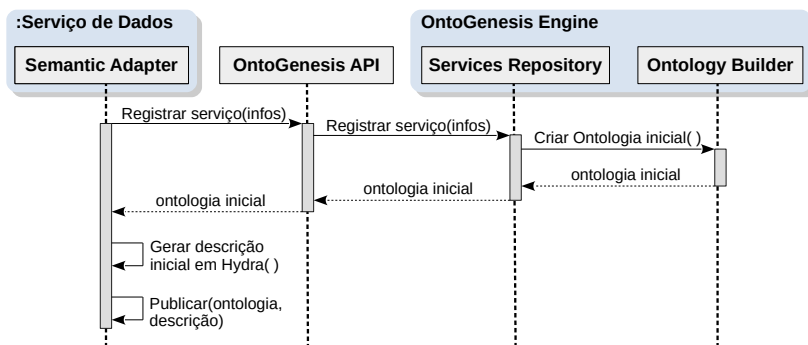 :Serviço de Dados
OntoGenesis Engine
Semantic Adapter
OntoGenesis API
Services Repository
Ontology Builder
Registrar serviço(infos)
Registrar serviço(infos)
Criar Ontologia inicial( )
ontologia inicial
ontologia inicial
ontologia inicial
Gerar descrição
inicial em Hydra( )
Publicar(ontologia,
descrição)